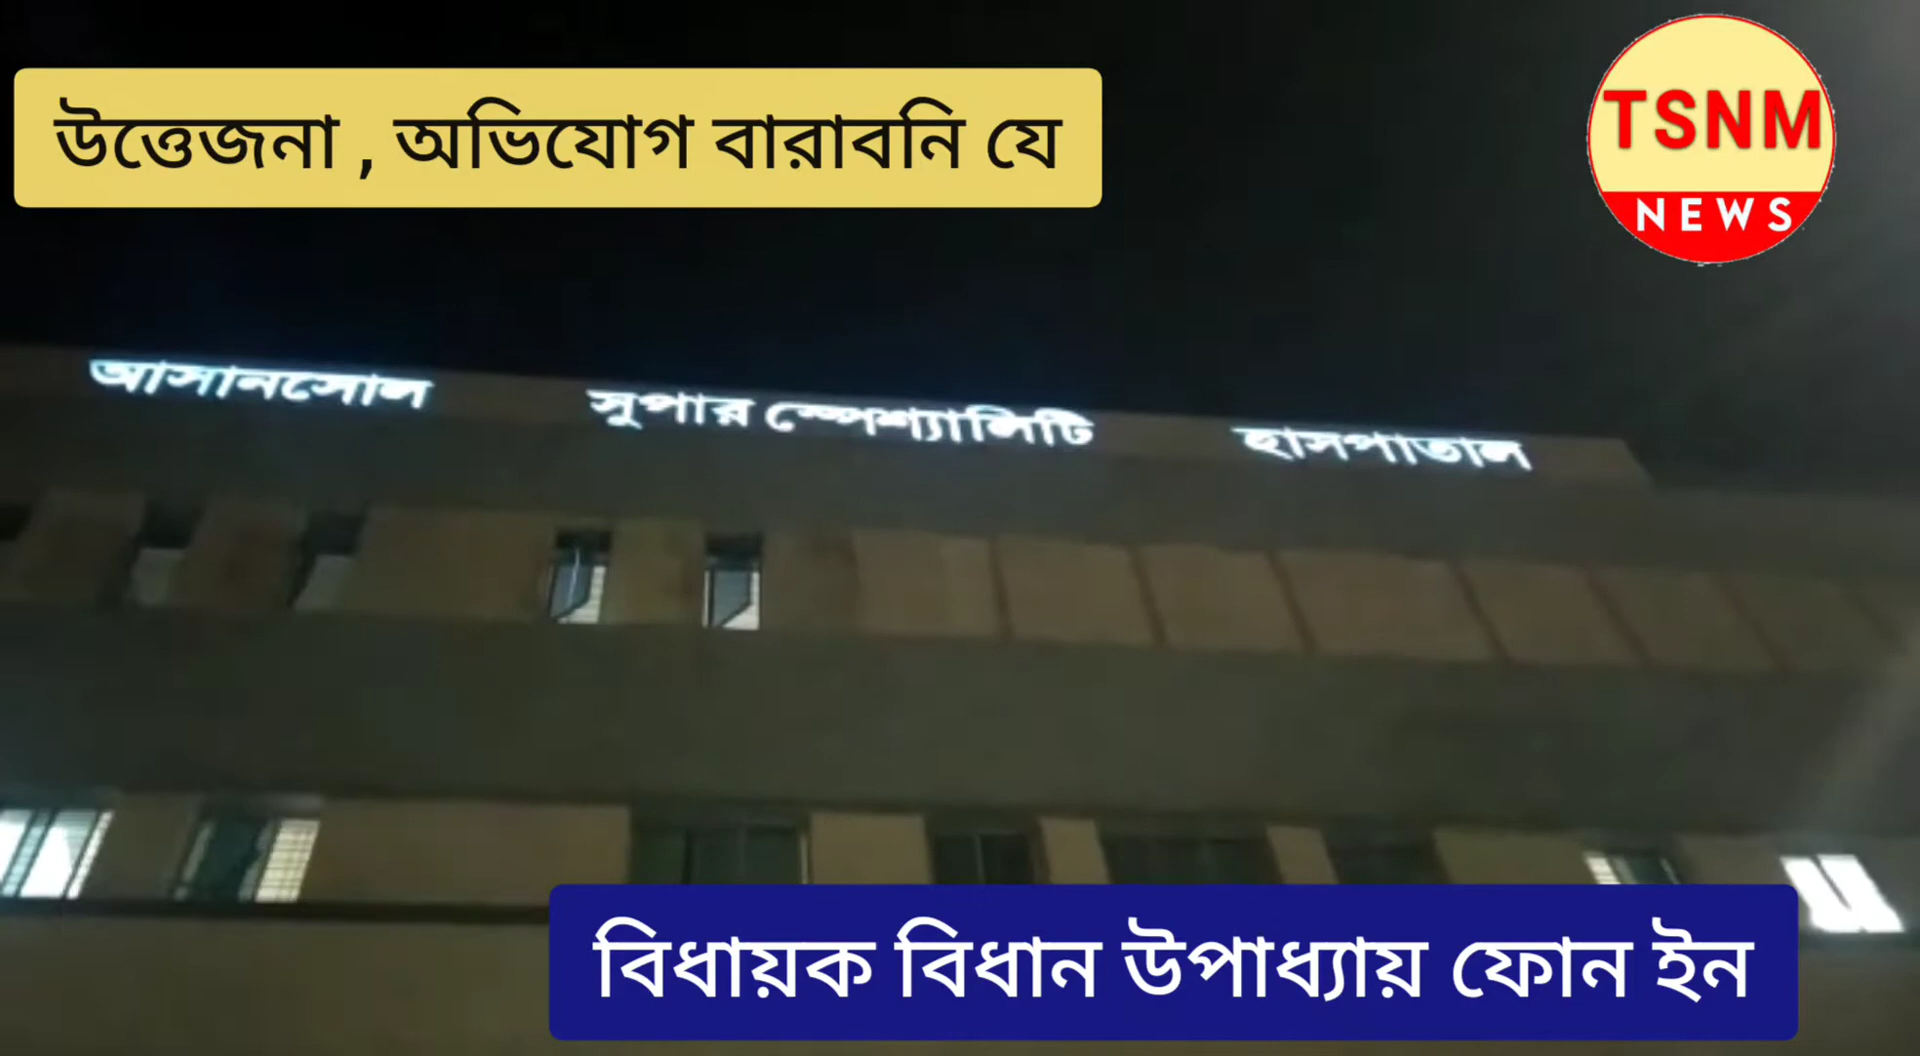 উত্তেজনা , অভিযোগ বারাবনি যে
TSNM
NEWS
আসানসোল সুপার স্পেশ্যালিটি হাসপাতাল
বিধায়ক বিধান উপাধ্যায় ফোন ইন